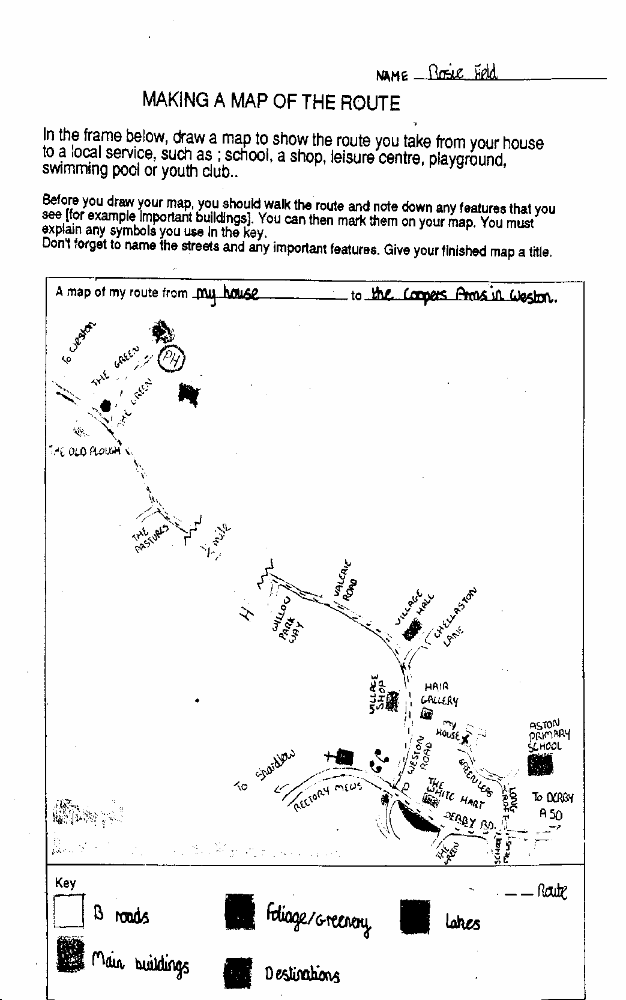 NAME Rosie Field
MAKING A MAP OF THE ROUTE
In the frame below, draw a map to show the route you take from your house
to a local service, such as ; school, a shop, leisure centre, playground,
swimming pool or youth club..
Before you draw your map, you should walk the route and note down any features that you
see [for example important buildings]. You can then mark them on your map. You must
explain any symbols you use in the key.
Don't forget to name the streets and any important features. Give your finished map a title.
A map of my route from my house to the Coopers Arms in Weston.
To Weston
THE GREEN
PH
THE GREEN
THE OLD PLOUGH
THE
PASTURES
½ mile
VALERIE
ROAD
H
WILLOW
PARK
WAY
VILLAGE
HALL
CHELLASTON
LANE
VILLAGE
SHOP
HAIR
GALLERY
MY
HOUSE
ASTON
PRIMARY
SCHOOL
WESTON
ROAD
GREEN LEAS
To Shardlow
RECTORY MEWS
P
THE
WHITE HART
LONG
CROFT
To DERBY
A50
DERBY RD.
THE
GREEN
SCHOOL
MEWS
Key
Route
B roads
Foliage/Greenery
Lakes
Main buildings
Destinations